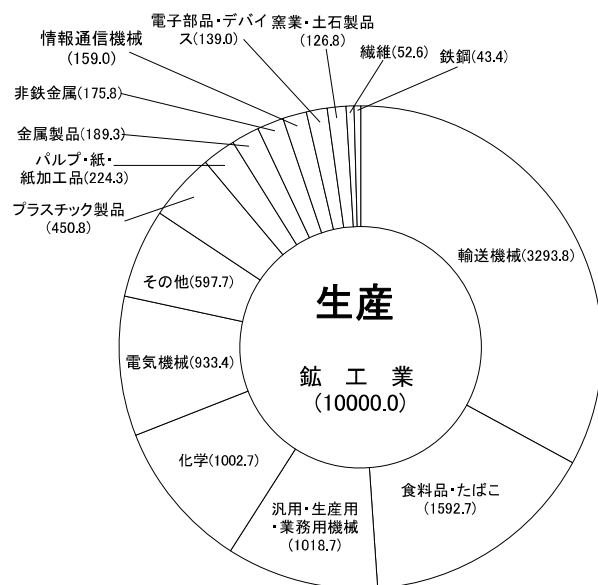 電子部品・デバイ
ス(139.0)
窯業・土石製品
(126.8)
繊維(52.6)
鉄鋼(43.4)
情報通信機械
(159.0)
非鉄金属(175.8)
金属製品(189.3)
パルプ・紙・
紙加工品(224.3)
プラスチック製品
(450.8)
その他(597.7)
電気機械(933.4)
化学(1002.7)
汎用・生産用
・業務用機械
(1018.7)
食料品・たばこ
(1592.7)
輸送機械(3293.8)
生産
鉱 工 業
(10000.0)